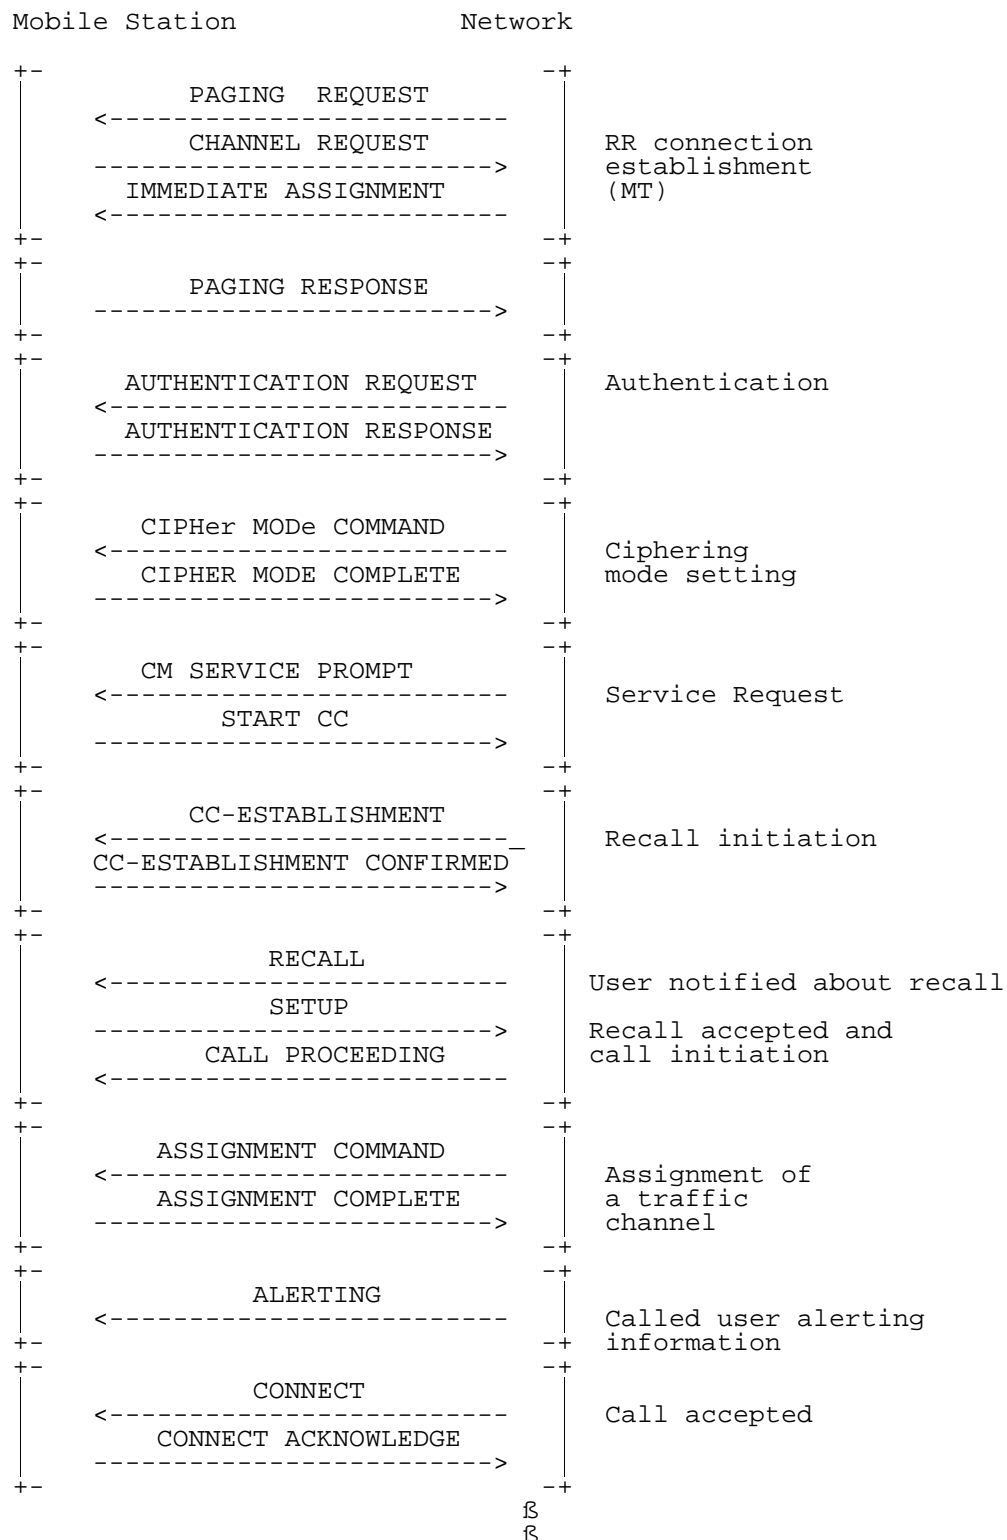 Mobile Station Network
+- -+
PAGING REQUEST
<-------------------------
CHANNEL REQUEST RR connection
-------------------------> establishment
IMMEDIATE ASSIGNMENT (MT)
<-------------------------
+- -+
+- -+
PAGING RESPONSE
------------------------->
+- -+
+- -+
AUTHENTICATION REQUEST Authentication
<-------------------------
AUTHENTICATION RESPONSE
------------------------->
+- -+
+- -+
CIPHer MODe COMMAND
<------------------------- Ciphering
CIPHER MODE COMPLETE mode setting
------------------------->
+- -+
+- -+
CM SERVICE PROMPT
<------------------------- Service Request
START CC
------------------------->
+- -+
+- -+
CC-ESTABLISHMENT
<-------------------------_ Recall initiation
CC-ESTABLISHMENT CONFIRMED
------------------------->
+- -+
+- -+
RECALL
<------------------------- User notified about recall
SETUP
-------------------------> Recall accepted and
CALL PROCEEDING call initiation
<-------------------------
+- -+
+- -+
ASSIGNMENT COMMAND
<------------------------- Assignment of
ASSIGNMENT COMPLETE a traffic
-------------------------> channel
+- -+
+- -+
ALERTING
<------------------------- Called user alerting
+- -+ information
+- -+
CONNECT
<------------------------- Call accepted
CONNECT ACKNOWLEDGE
------------------------->
+- -+
ß
ß